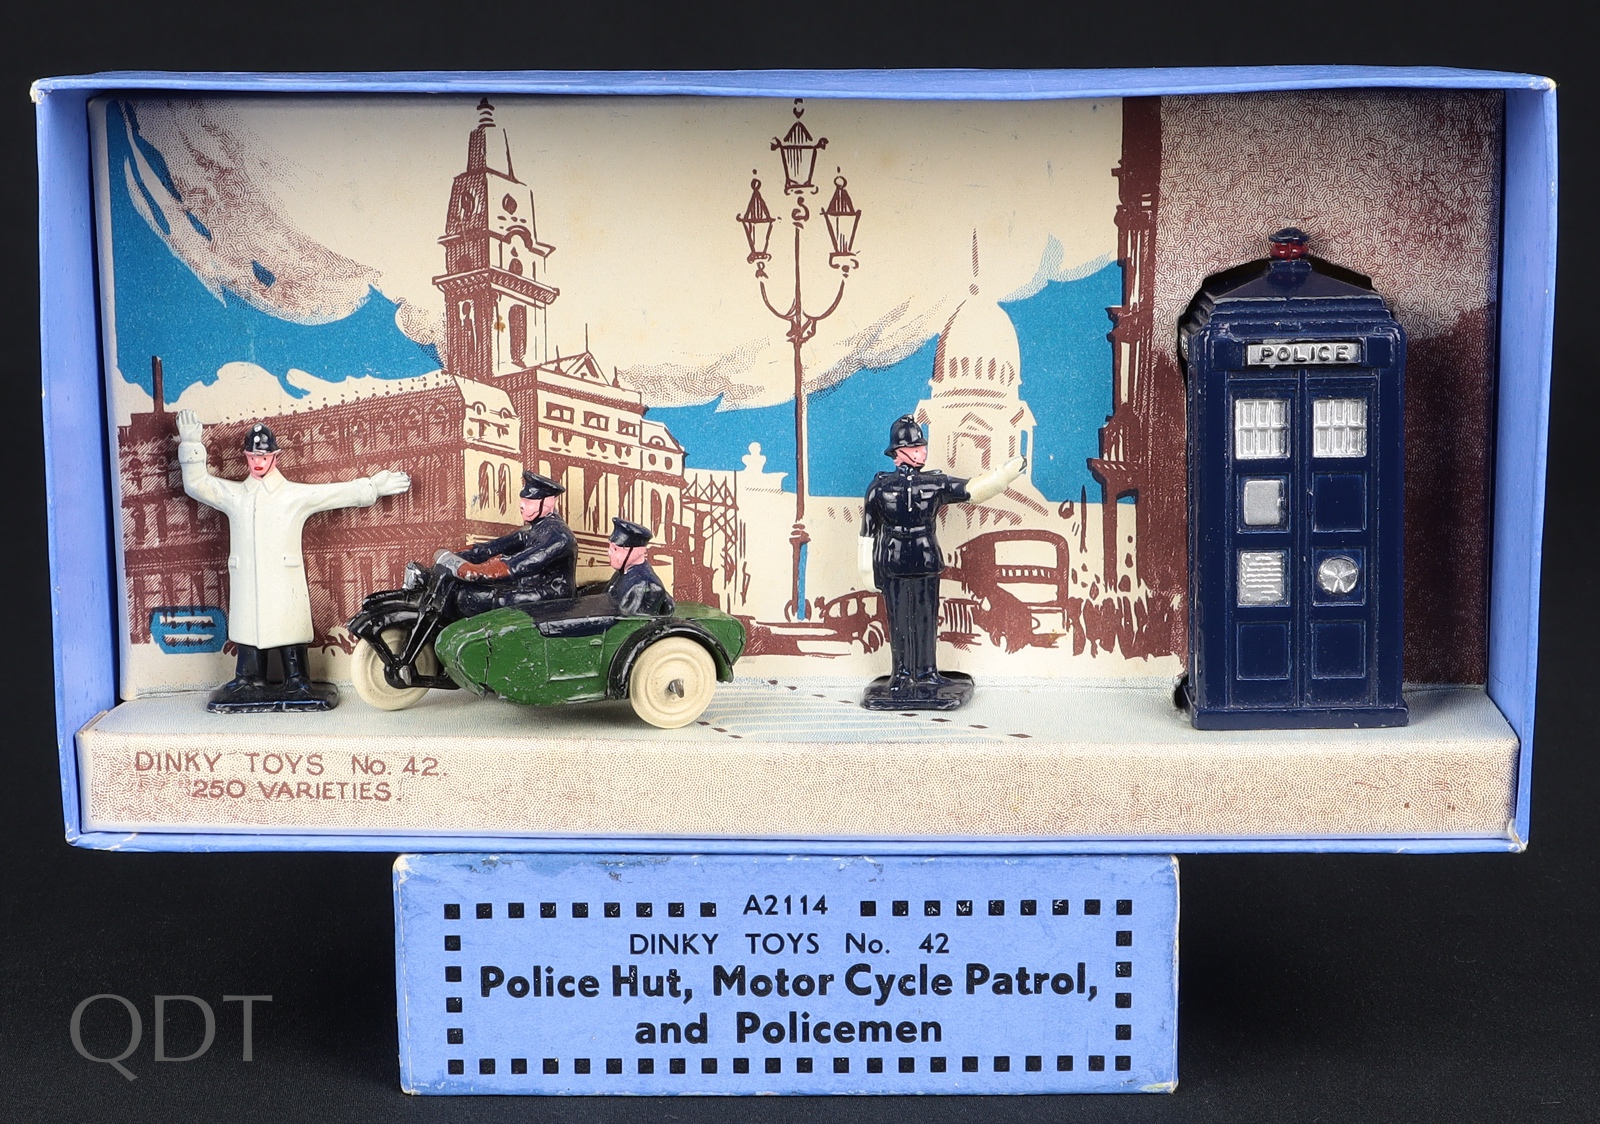 POLICE
DINKY TOYS No. 42.
250 VARIETIES.
A2114
DINKY TOYS No. 42
Police Hut, Motor Cycle Patrol,
and Policemen
QDT